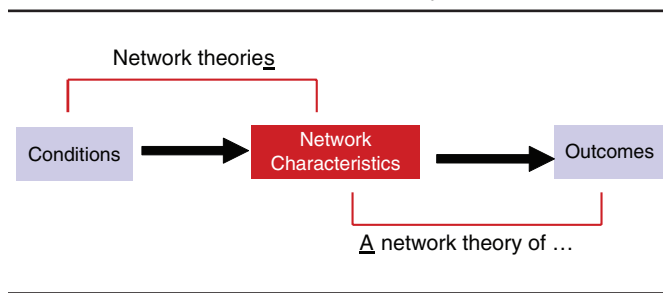 Network theories
Conditions
Network
Characteristics
Outcomes
A network theory of …